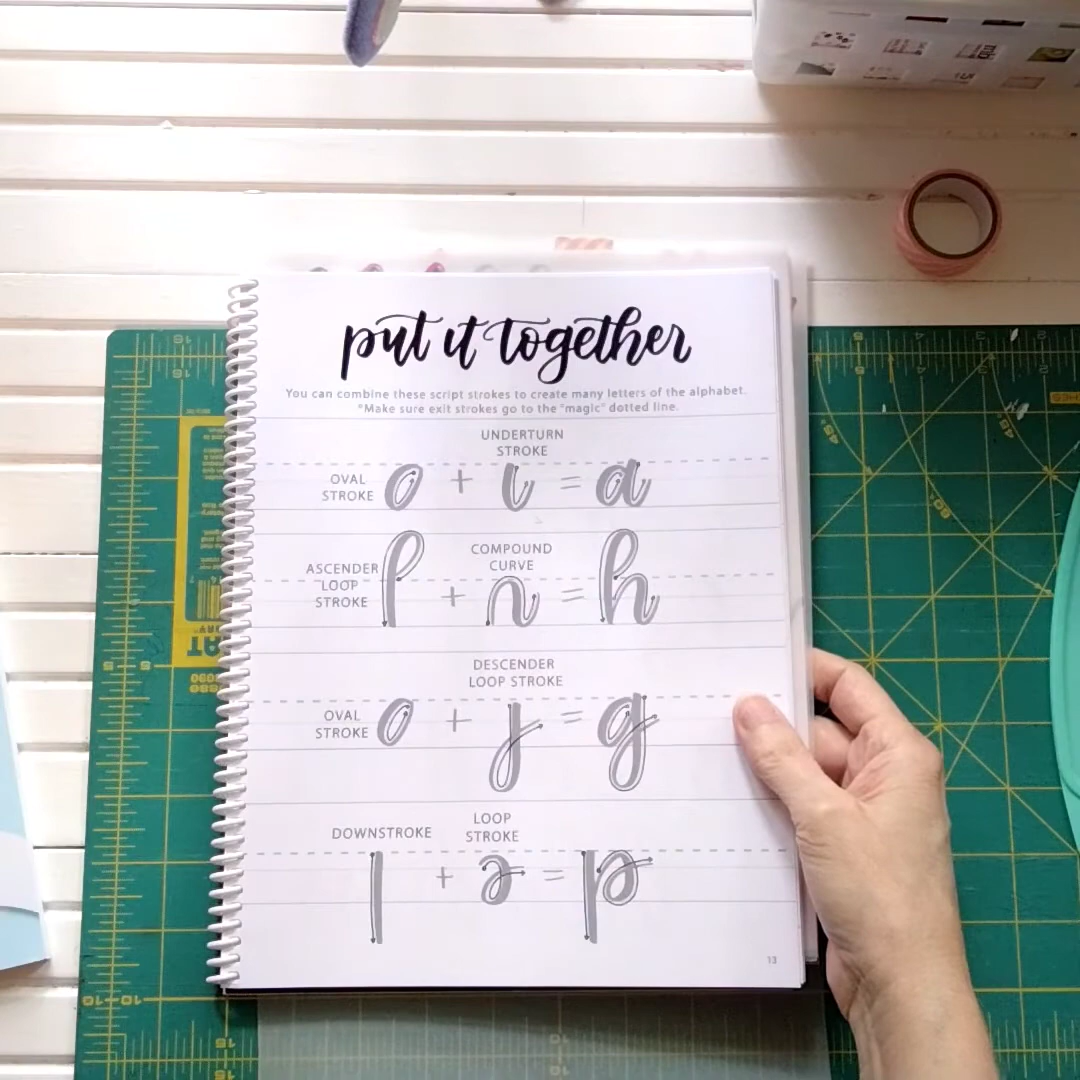 put it together
You can combine these script strokes to create many letters of the alphabet.
*Make sure exit strokes go to the "magic" dotted line.
UNDERTURN
STROKE
OVAL
STROKE
o + ι = a
ASCENDER
LOOP
STROKE
COMPOUND
CURVE
l + n = h
DESCENDER
LOOP STROKE
OVAL
STROKE
o + j = g
DOWNSTROKE
LOOP
STROKE
l + ə = p
13